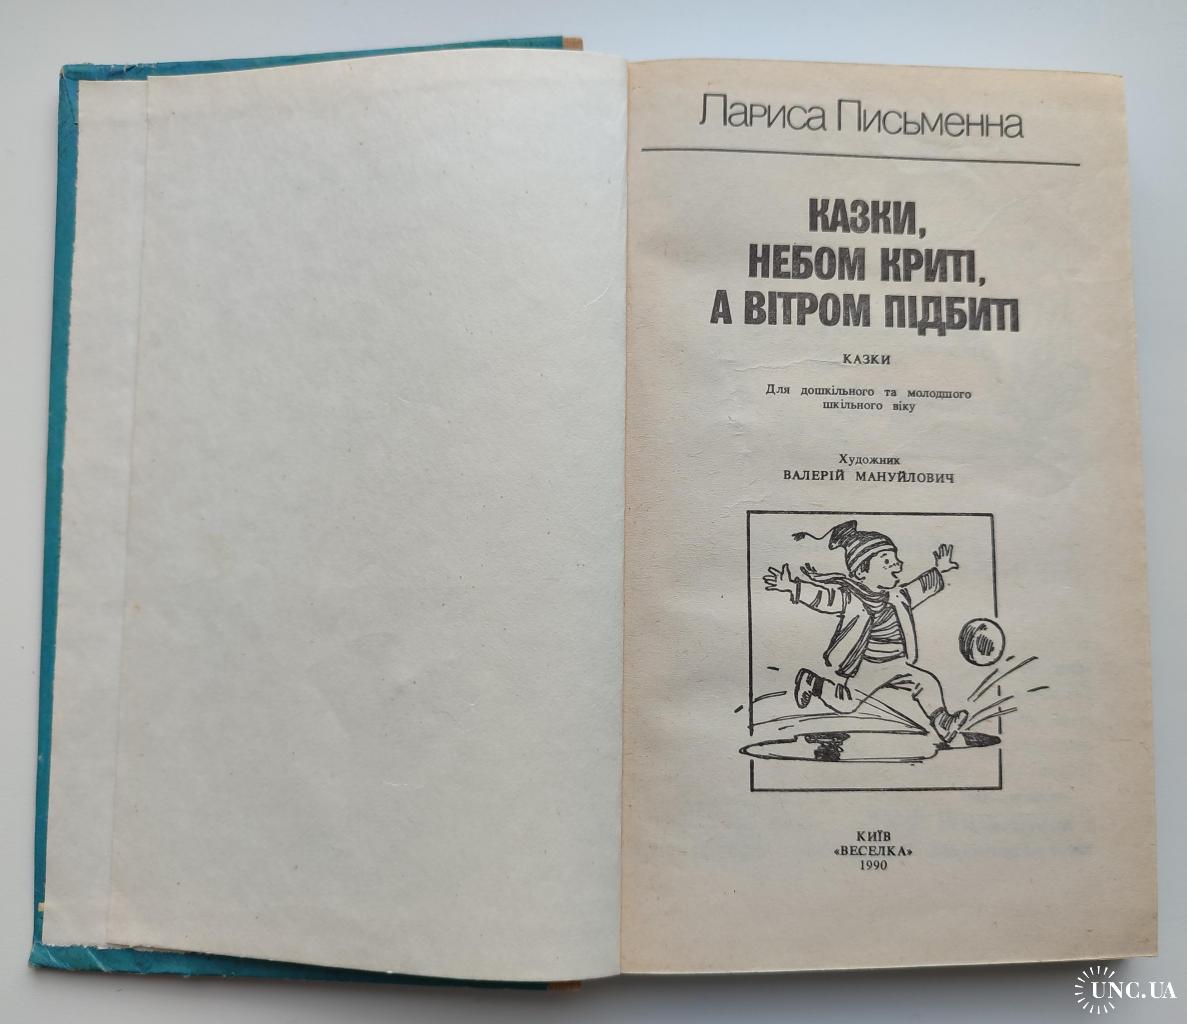 Лариса Письменна
КАЗКИ,
НЕБОМ КРИТІ,
А ВІТРОМ ПІДБИТІ
КАЗКИ
Для дошкільного та молодшого
шкільного віку
Художник
ВАЛЕРІЙ МАНУЙЛОВИЧ
КИЇВ
«ВЕСЕЛКА»
1990
UNC.UA